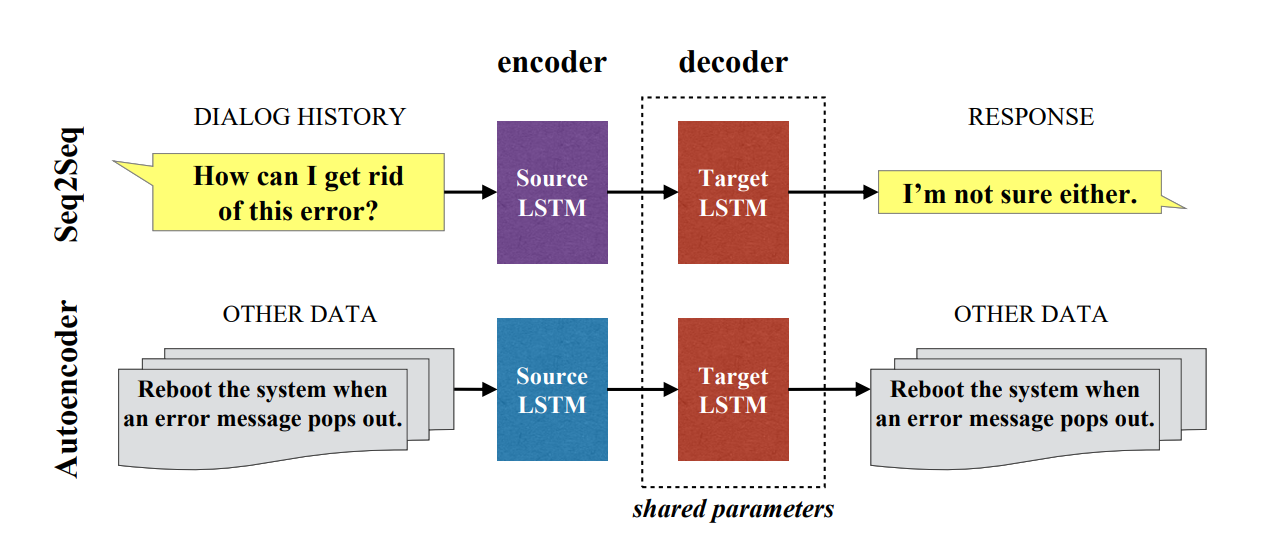 encoder
decoder
Seq2Seq
DIALOG HISTORY
How can I get rid
of this error?
Source
LSTM
Target
LSTM
RESPONSE
I'm not sure either.
Autoencoder
OTHER DATA
Reboot the system when
an error message pops out.
Source
LSTM
Target
LSTM
OTHER DATA
Reboot the system when
an error message pops out.
shared parameters